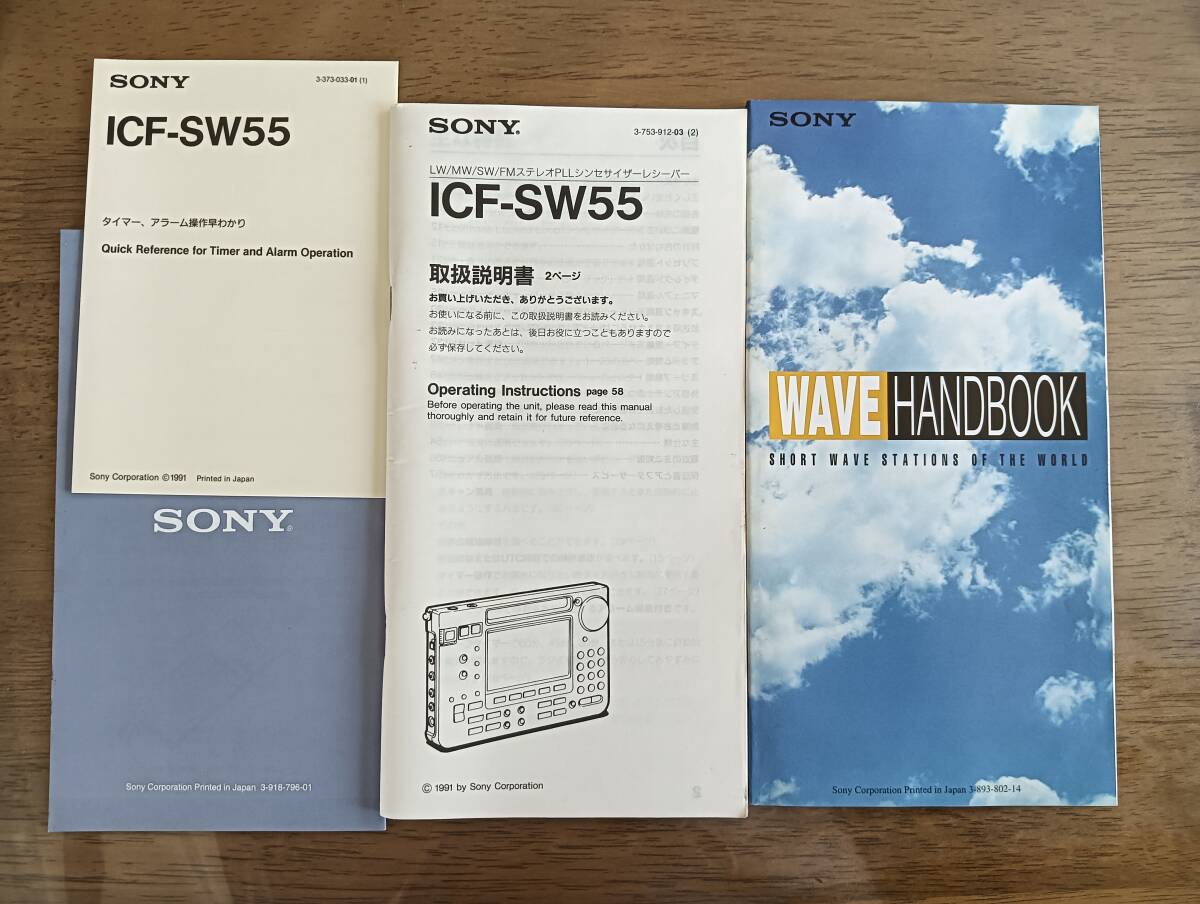 SONY
3-373-033-01 (1)
ICF-SW55
タイマー、アラーム操作早わかり
Quick Reference for Timer and Alarm Operation
Sony Corporation ©1991 Printed in Japan
SONY®
Sony Corporation Printed in Japan 3-918-796-01
SONY®
3-753-912-03 (2)
LW/MW/SW/FMステレオPLLシンセサイザーレシーバー
ICF-SW55
取扱説明書 2ページ
お買い上げいただき、ありがとうございます。
お使いになる前に、この取扱説明書をお読みください。
お読みになったあとは、後日お役に立つこともありますので
必ず保存してください。
Operating Instructions page 58
Before operating the unit, please read this manual
thoroughly and retain it for future reference.
© 1991 by Sony Corporation
SONY
WAVE HANDBOOK
SHORT WAVE STATIONS OF THE WORLD
Sony Corporation Printed in Japan 3-893-802-14